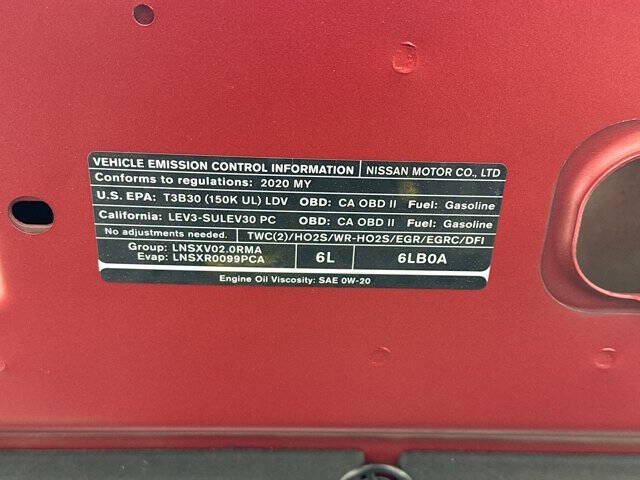 VEHICLE EMISSION CONTROL INFORMATION NISSAN MOTOR CO., LTD
Conforms to regulations: 2020 MY
U.S. EPA: T3B30 (150K UL) LDV OBD: CA OBD II Fuel: Gasoline
California: LEV3-SULEV30 PC OBD: CA OBD II Fuel: Gasoline
No adjustments needed. TWC(2)/HO2S/WR-HO2S/EGR/EGRC/DFI
Group: LNSXV02.0RMA
Evap: LNSXR0099PCA 6L 6LB0A
Engine Oil Viscosity: SAE 0W-20